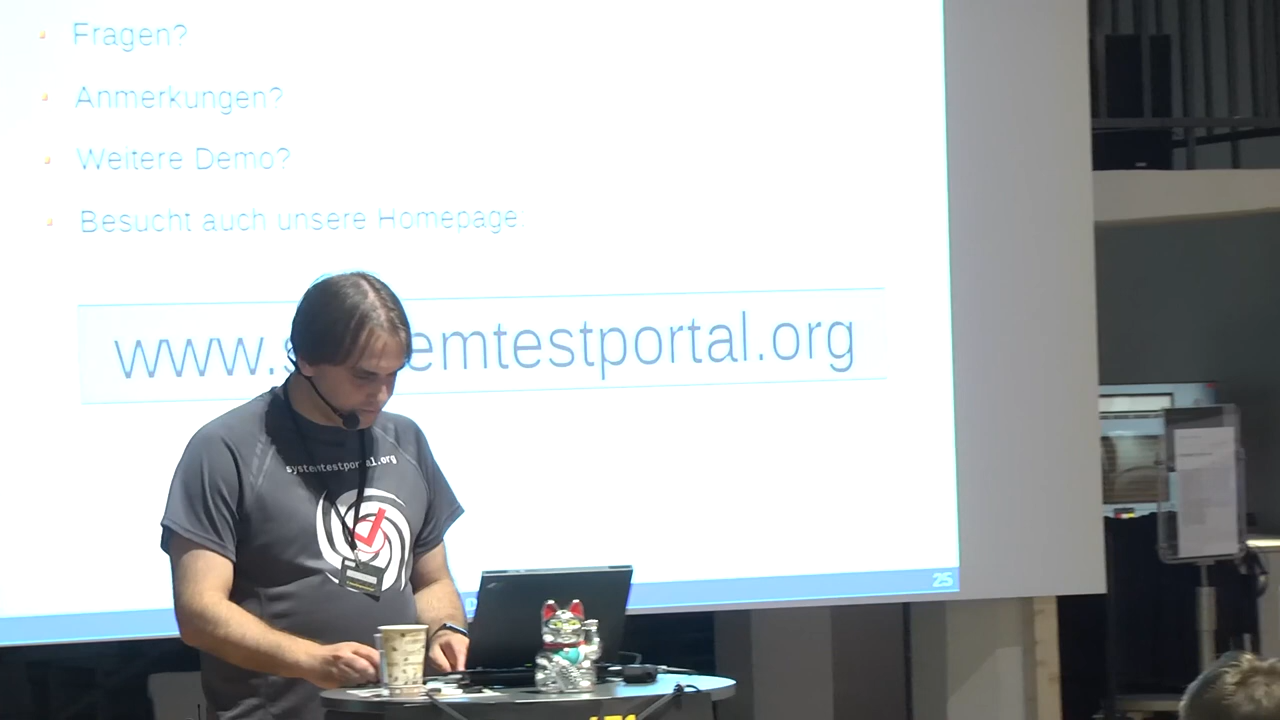 Fragen?
Anmerkungen?
Weitere Demo?
Besucht auch unsere Homepage:
www.s emtestportal.org
systemtestportal.org
25